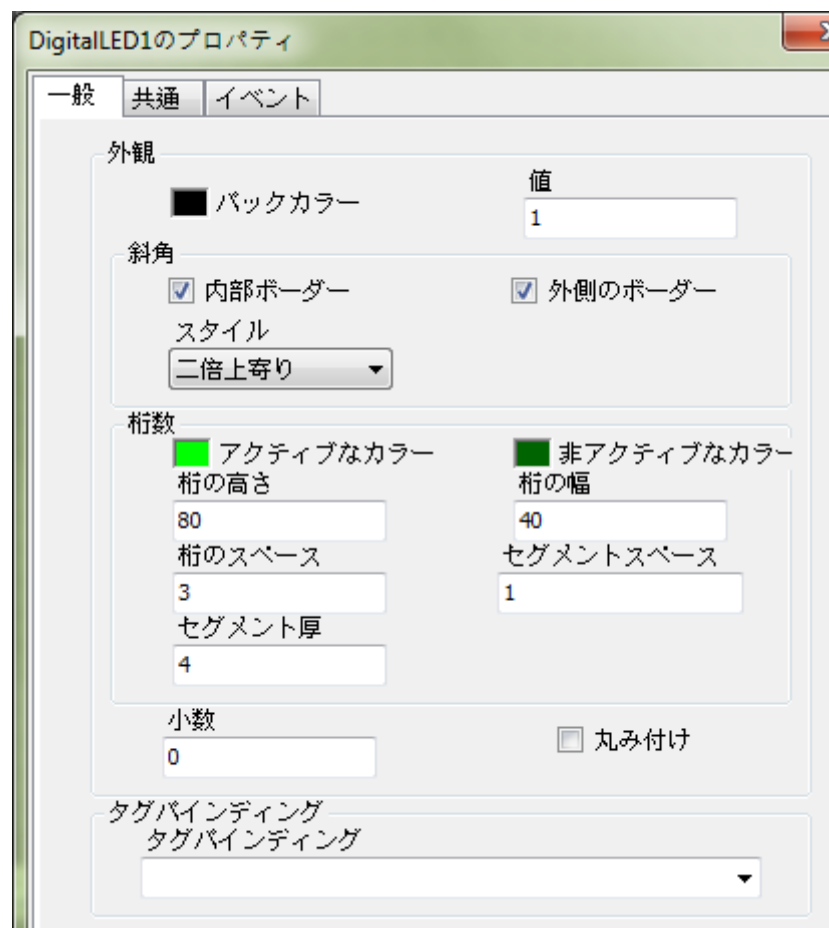 DigitalLED1のプロパティ
一般 共通 イベント
外観
バックカラー
値
1
斜角
内部ボーダー 外側のボーダー
スタイル
二倍上寄り
桁数
アクティブなカラー 非アクティブなカラー
桁の高さ 桁の幅
80 40
桁のスペース セグメントスペース
3 1
セグメント厚
4
小数
0
丸み付け
タグバインディング
タグバインディング